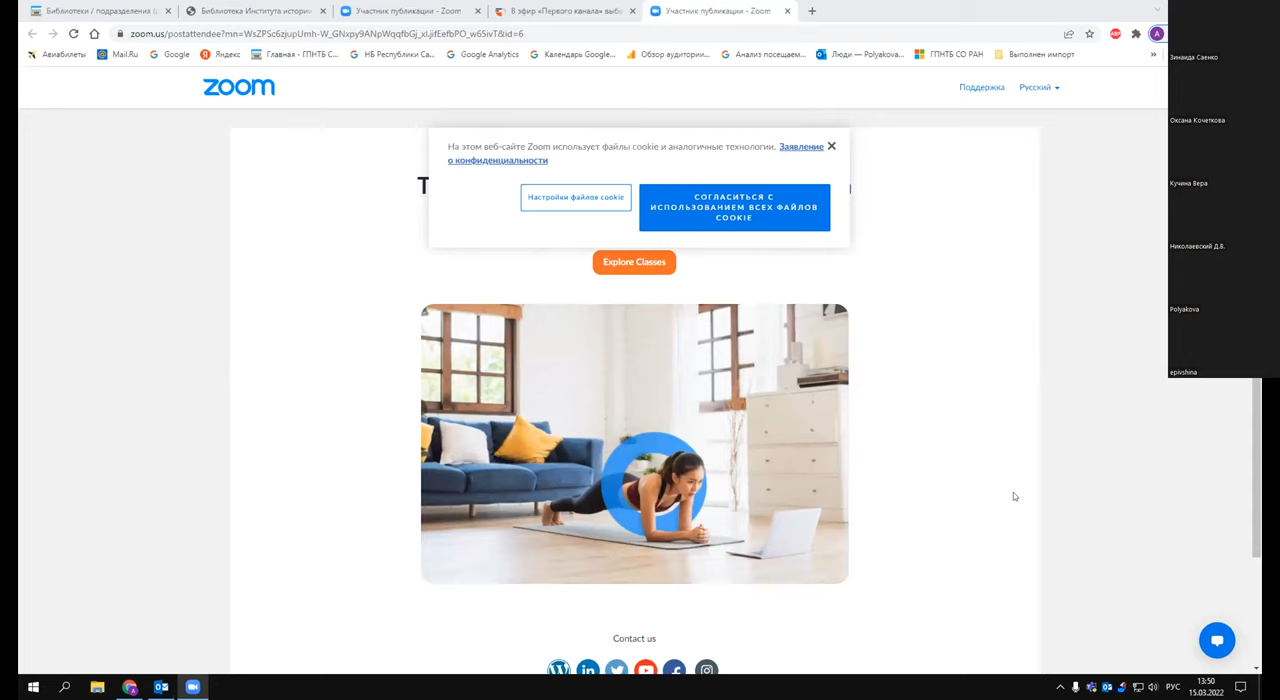 Библиотеки / подразделения (
Библиотека Института истори
Участник публикации - Zoom
В эфир «Первого канала» выбе
Участник публикации - Zoom
zoom.us/postattendee?mn=WsZPSc6zjupUmh-W_GNxpy9ANpWqqfbGj_xIjifEefbPO_w65ivT&id=6
ABP
A
Авиабилеты
Mail.Ru
Google
Яндекс
Главная - ГПНТБ С...
НБ Республики Са...
Google Analytics
Календарь Google...
Обзор аудитории...
Анализ посещаем...
Люди — Polyakova...
ГПНТБ СО РАН
Выполнен импорт
»
zoom
Поддержка
Русский
На этом веб-сайте Zoom использует файлы cookie и аналогичные технологии. Заявление
о конфиденциальности
Настройки файлов cookie
СОГЛАСИТЬСЯ С
ИСПОЛЬЗОВАНИЕМ ВСЕХ ФАЙЛОВ
COOKIE
T
Explore Classes
Contact us
Зинаида Саенко
Оксана Кочеткова
Кучина Вера
Николаевский Д.В.
Polyakova
epivshina
РУС
13:50
15.03.2022